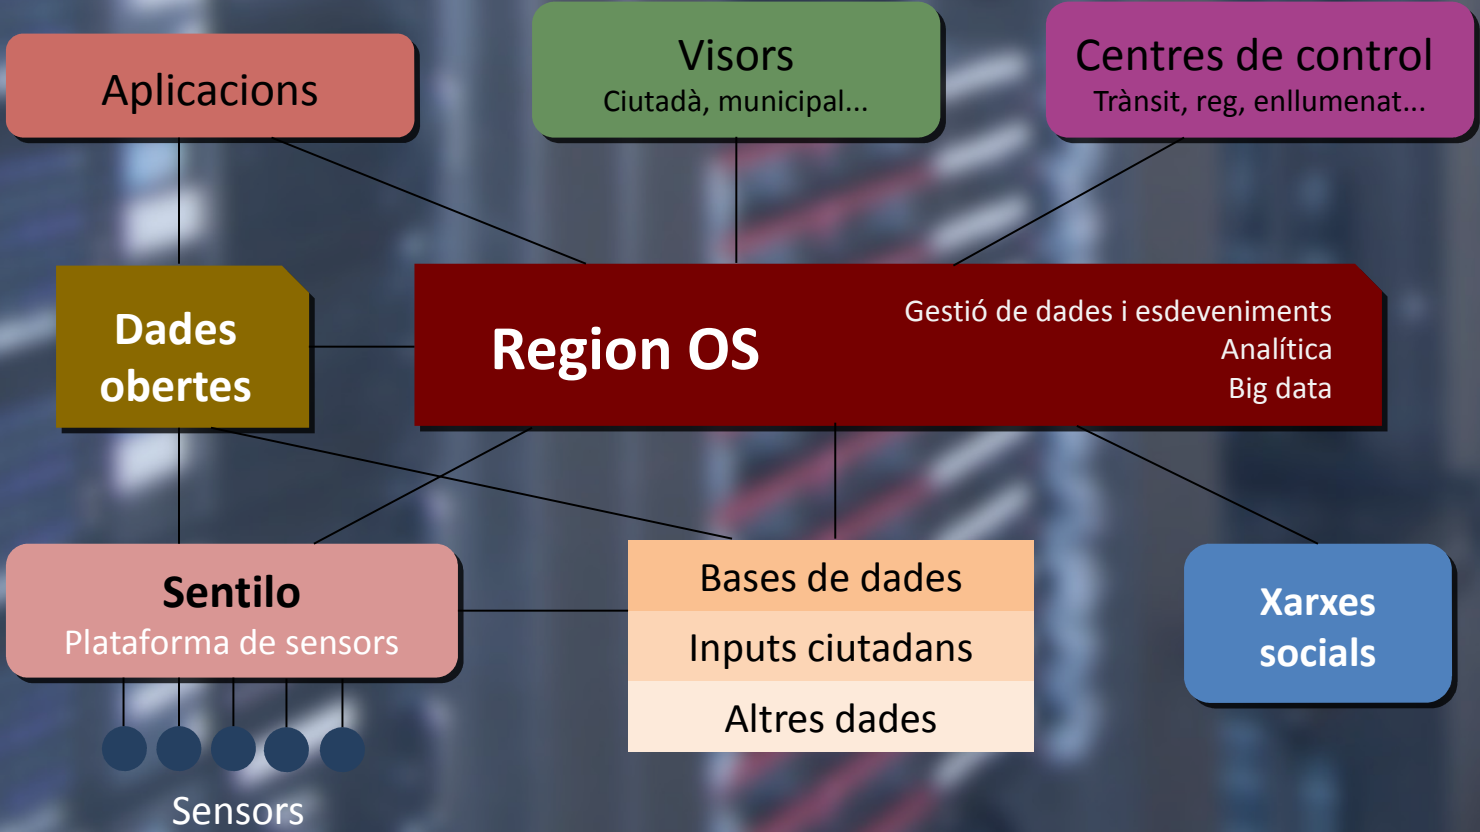 Aplicacions
Visors
Ciutadà, municipal...
Centres de control
Trànsit, reg, enllumenat...
Dades
obertes
Region OS
Gestió de dades i esdeveniments
Analítica
Big data
Sentilo
Plataforma de sensors
Bases de dades
Inputs ciutadans
Altres dades
Xarxes
socials
Sensors